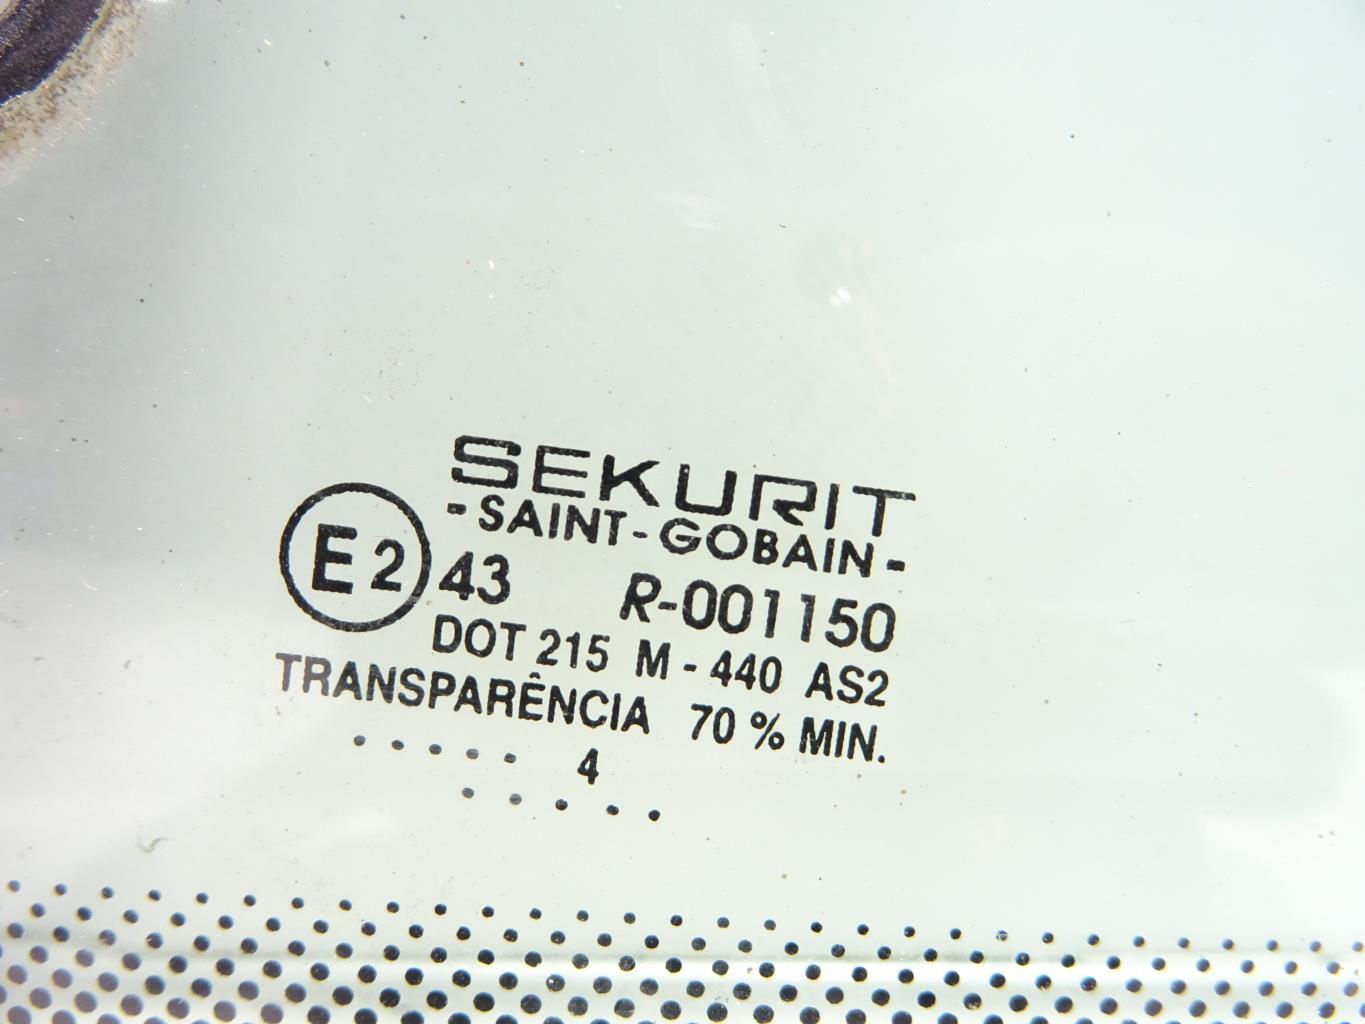 SEKURIT
- SAINT - GOBAIN -
E2 43 R-001150
DOT 215 M - 440 AS2
TRANSPARÊNCIA 70 % MIN.
..... 4
.....